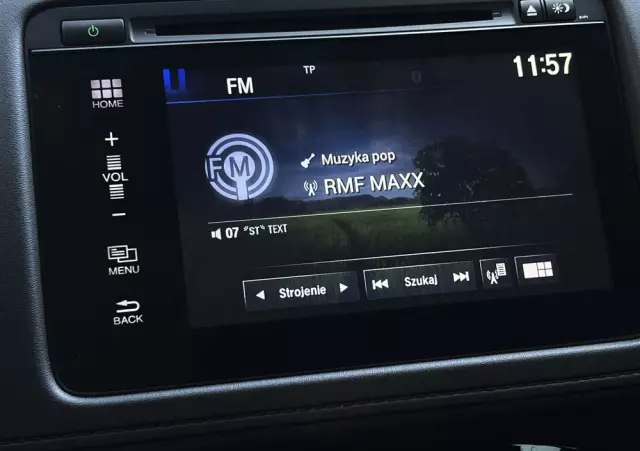 FM
TP
11:57
HOME
+
VOL
−
MENU
BACK
FM
Muzyka pop
RMF MAXX
07 "ST" TEXT
Strojenie
Szukaj